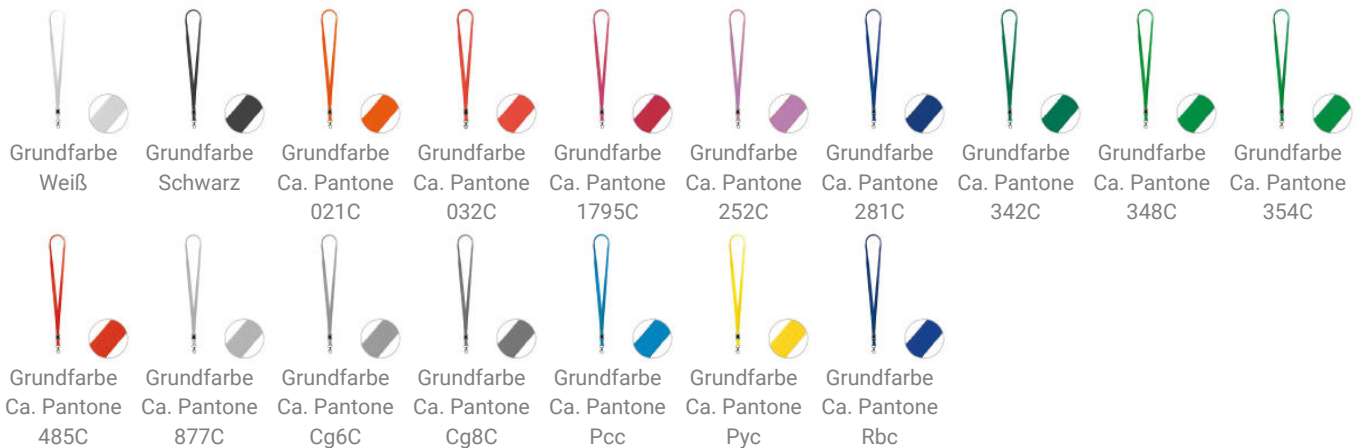 Grundfarbe Grundfarbe Grundfarbe Grundfarbe Grundfarbe Grundfarbe Grundfarbe Grundfarbe Grundfarbe Grundfarbe
Weiß Schwarz Ca. Pantone Ca. Pantone Ca. Pantone Ca. Pantone Ca. Pantone Ca. Pantone Ca. Pantone Ca. Pantone
021C 032C 1795C 252C 281C 342C 348C 354C
Grundfarbe Grundfarbe Grundfarbe Grundfarbe Grundfarbe Grundfarbe Grundfarbe
Ca. Pantone Ca. Pantone Ca. Pantone Ca. Pantone Ca. Pantone Ca. Pantone Ca. Pantone
485C 877C Cg6C Cg8C Pcc Pyc Rbc